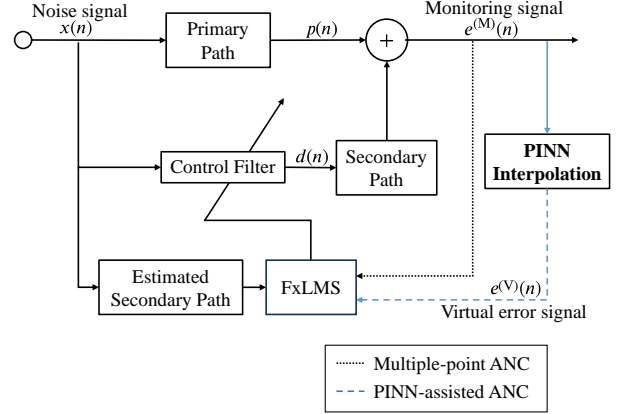 Noise signal
x(n)
Primary
Path
p(n)
+
Monitoring signal
e(M)(n)
Control Filter
d(n)
Secondary
Path
PINN
Interpolation
Estimated
Secondary Path
FxLMS
e(V)(n)
Virtual error signal
Multiple-point ANC
PINN-assisted ANC